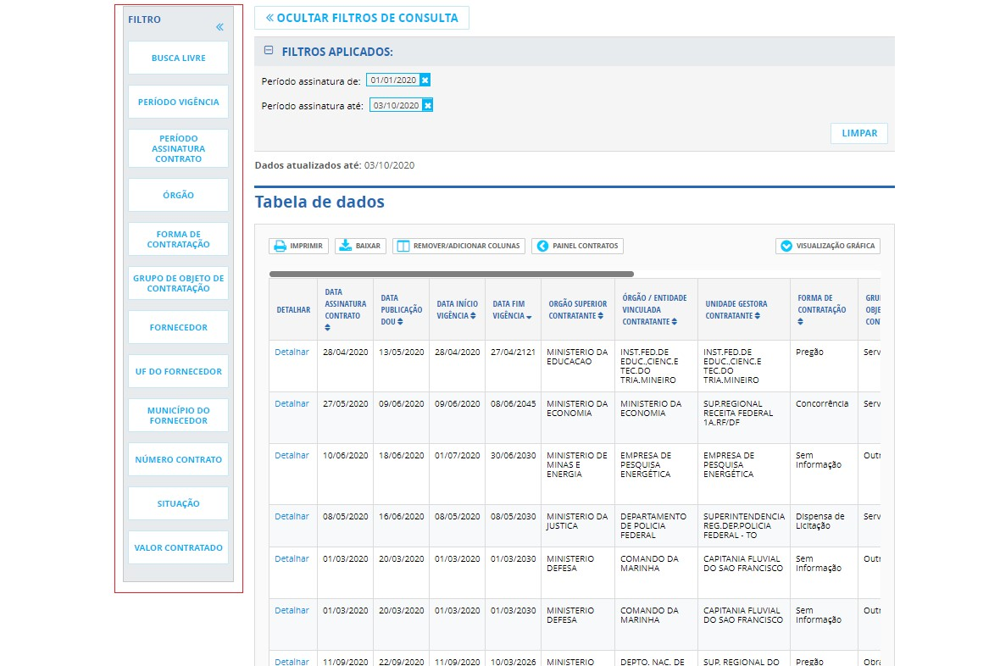 FILTRO
BUSCA LIVRE
PERÍODO VIGÊNCIA
PERÍODO
ASSINATURA
CONTRATO
ÓRGÃO
FORMA DE
CONTRATAÇÃO
GRUPO DE OBJETO DE
CONTRATAÇÃO
FORNECEDOR
UF DO FORNECEDOR
MUNICÍPIO DO
FORNECEDOR
NÚMERO CONTRATO
SITUAÇÃO
VALOR CONTRATADO
OCULTAR FILTROS DE CONSULTA
FILTROS APLICADOS:
Período assinatura de: 01/01/2020
Período assinatura até: 03/10/2020
LIMPAR
Dados atualizados até: 03/10/2020
Tabela de dados
IMPRIMIR BAIXAR REMOVER/ADICIONAR COLUNAS PAINEL CONTRATOS VISUALIZAÇÃO GRÁFICA
DETALHAR
DATA
ASSINATURA
CONTRATO
DATA
PUBLICAÇÃO
DOU
DATA INÍCIO
VIGÊNCIA
DATA FIM
VIGÊNCIA
ORGÃO SUPERIOR
CONTRATANTE
ÓRGÃO / ENTIDADE
VINCULADA
CONTRATANTE
UNIDADE GESTORA
CONTRATANTE
FORMA DE
CONTRATAÇÃO
GRU
OBJE
CON
Detalhar 28/04/2020 13/05/2020 28/04/2020 27/04/2121
MINISTERIO DA
EDUCACAO
INST.FED.DE
EDUC.,CIENC.E
TEC.DO
TRIA.MINEIRO
INST.FED.DE
EDUC.,CIENC.E
TEC.DO
TRIA.MINEIRO
Pregão
Serv
Detalhar 27/05/2020 09/06/2020 09/06/2020 08/06/2045
MINISTERIO DA
ECONOMIA
MINISTERIO DA
ECONOMIA
SUP.REGIONAL
RECEITA FEDERAL
1A.RF/DF
Concorrência
Serv
Detalhar 10/06/2020 18/06/2020 01/07/2020 30/06/2030
MINISTERIO DE
MINAS E
ENERGIA
EMPRESA DE
PESQUISA
ENERGÉTICA
EMPRESA DE
PESQUISA
ENERGÉTICA
Sem
Informação
Outr
Detalhar 08/05/2020 16/06/2020 08/05/2020 08/05/2030
MINISTERIO DA
JUSTICA
DEPARTAMENTO
DE POLICIA
FEDERAL
SUPERINTENDENCIA
REG.DEP.POLICIA
FEDERAL - TO
Dispensa de
Licitação
Serv
Detalhar 01/03/2020 20/03/2020 01/03/2020 01/03/2030
MINISTERIO
DEFESA
COMANDO DA
MARINHA
CAPITANIA FLUVIAL
DO SAO FRANCISCO
Sem
Informação
Outr
Detalhar 01/03/2020 20/03/2020 01/03/2020 01/03/2030
MINISTERIO
DEFESA
COMANDO DA
MARINHA
CAPITANIA FLUVIAL
DO SAO FRANCISCO
Sem
Informação
Outr
Detalhar 11/09/2020 22/09/2020 11/09/2020 10/03/2026 MINISTERIO DEPTO. NAC. DE SUP. REGIONAL DO Pregão Obra